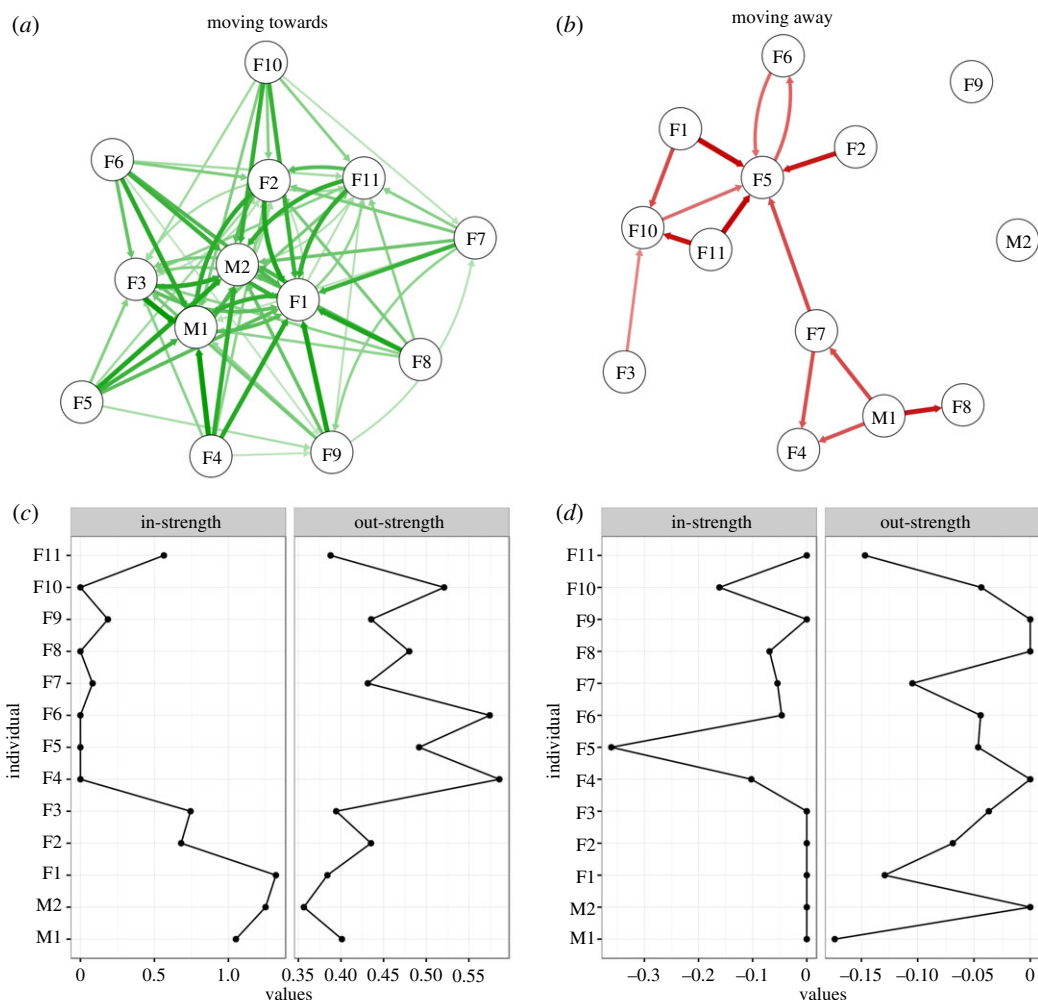 (a) moving towards
F10
F6
F2
F11
F7
M2
F3
F1
M1
F8
F5
F4
F9
(b) moving away
F6
F9
F1
F2
F5
F10
F11
M2
F7
F3
M1
F8
F4
(c)
in-strength out-strength
individual
F11
F10
F9
F8
F7
F6
F5
F4
F3
F2
F1
M2
M1
0 0.5 1.0 0.35 0.40 0.45 0.50 0.55
values
(d)
in-strength out-strength
individual
F11
F10
F9
F8
F7
F6
F5
F4
F3
F2
F1
M2
M1
−0.3 −0.2 −0.1 0 −0.15 −0.10 −0.05 0
values